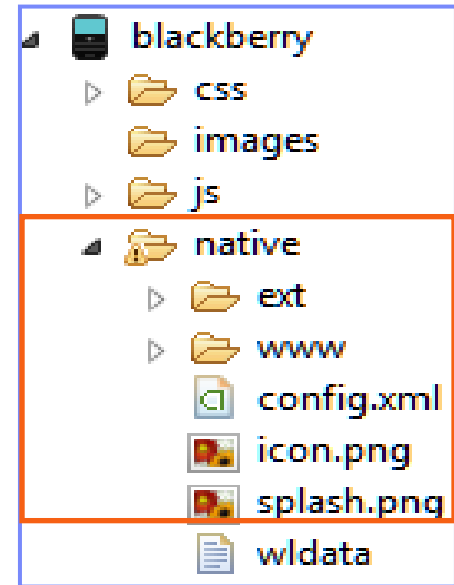 blackberry
css
images
js
native
ext
www
config.xml
icon.png
splash.png
wldata